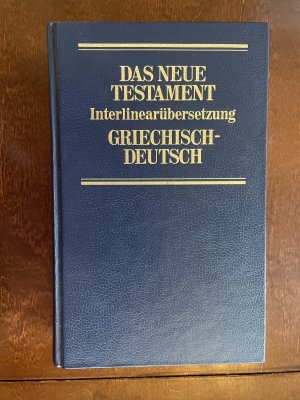 DAS NEUE
TESTAMENT
Interlinearübersetzung
GRIECHISCH-
DEUTSCH